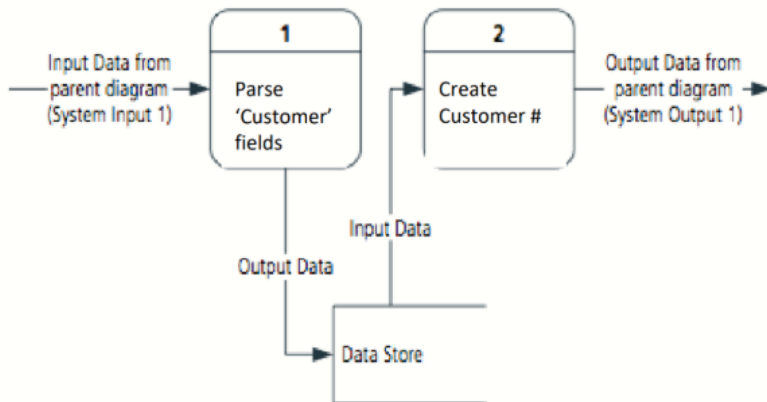 Input Data from
parent diagram
(System Input 1)
1
Parse
‘Customer’
fields
2
Create
Customer #
Output Data from
parent diagram
(System Output 1)
Input Data
Output Data
Data Store